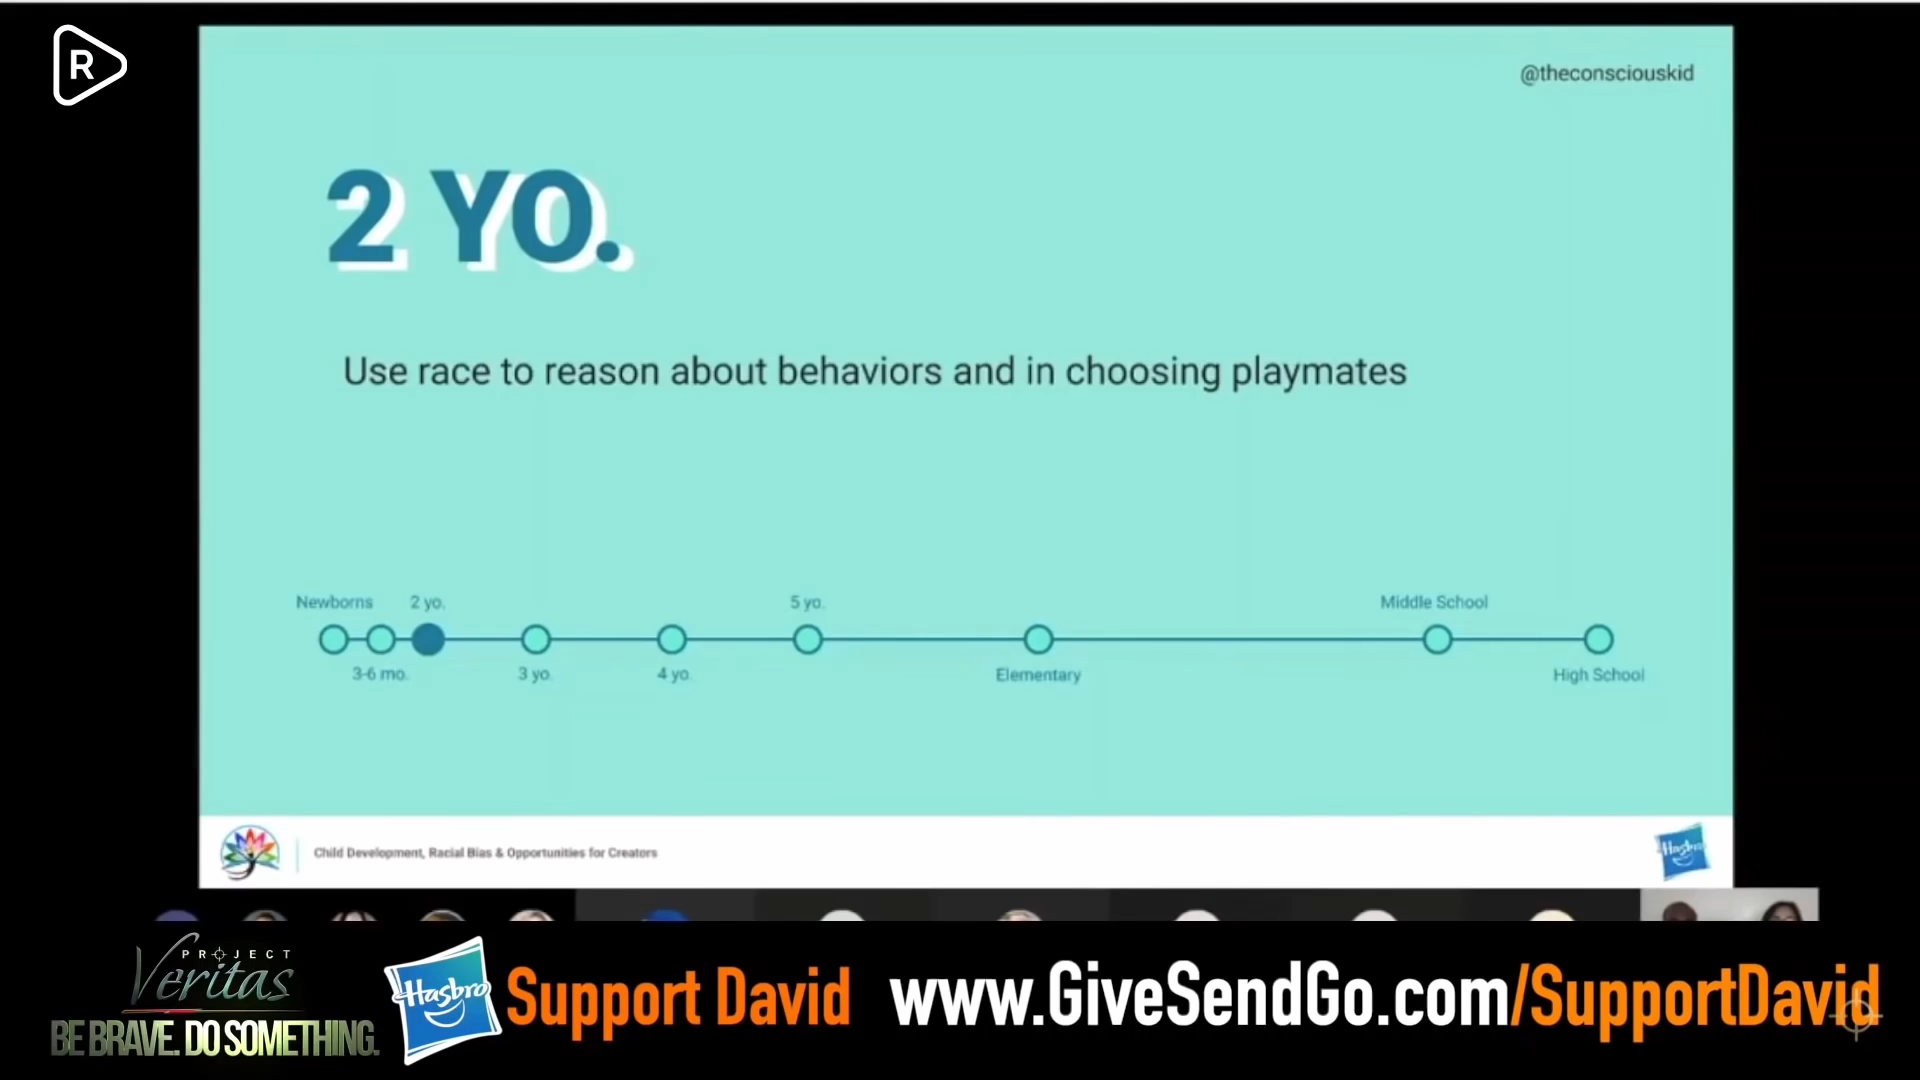 R
@theconsciouskid
2 YO.
Use race to reason about behaviors and in choosing playmates
Newborns
2 yo.
5 yo.
Middle School
3-6 mo.
3 yo.
4 yo.
Elementary
High School
Child Development, Racial Bias & Opportunities for Creators
Hasbro
PROJECT
Veritas
BE BRAVE. DO SOMETHING.
Hasbro
Support David
www.GiveSendGo.com/SupportDavid